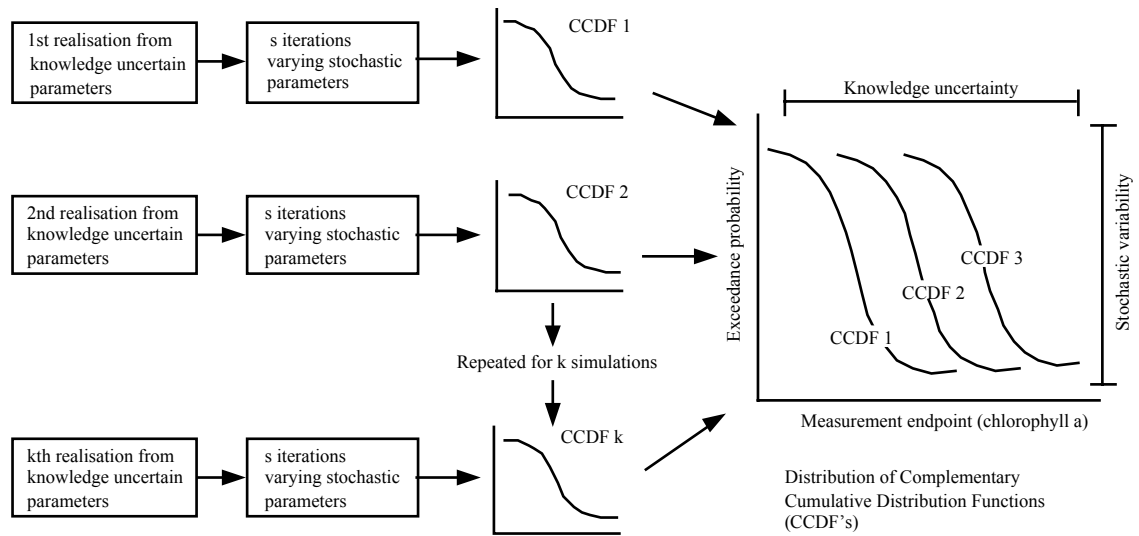 1st realisation from
knowledge uncertain
parameters
s iterations
varying stochastic
parameters
CCDF 1
2nd realisation from
knowledge uncertain
parameters
s iterations
varying stochastic
parameters
CCDF 2
Repeated for k simulations
kth realisation from
knowledge uncertain
parameters
s iterations
varying stochastic
parameters
CCDF k
Knowledge uncertainty
Exceedance probability
CCDF 3
CCDF 2
CCDF 1
Stochastic variability
Measurement endpoint (chlorophyll a)
Distribution of Complementary
Cumulative Distribution Functions
(CCDF's)